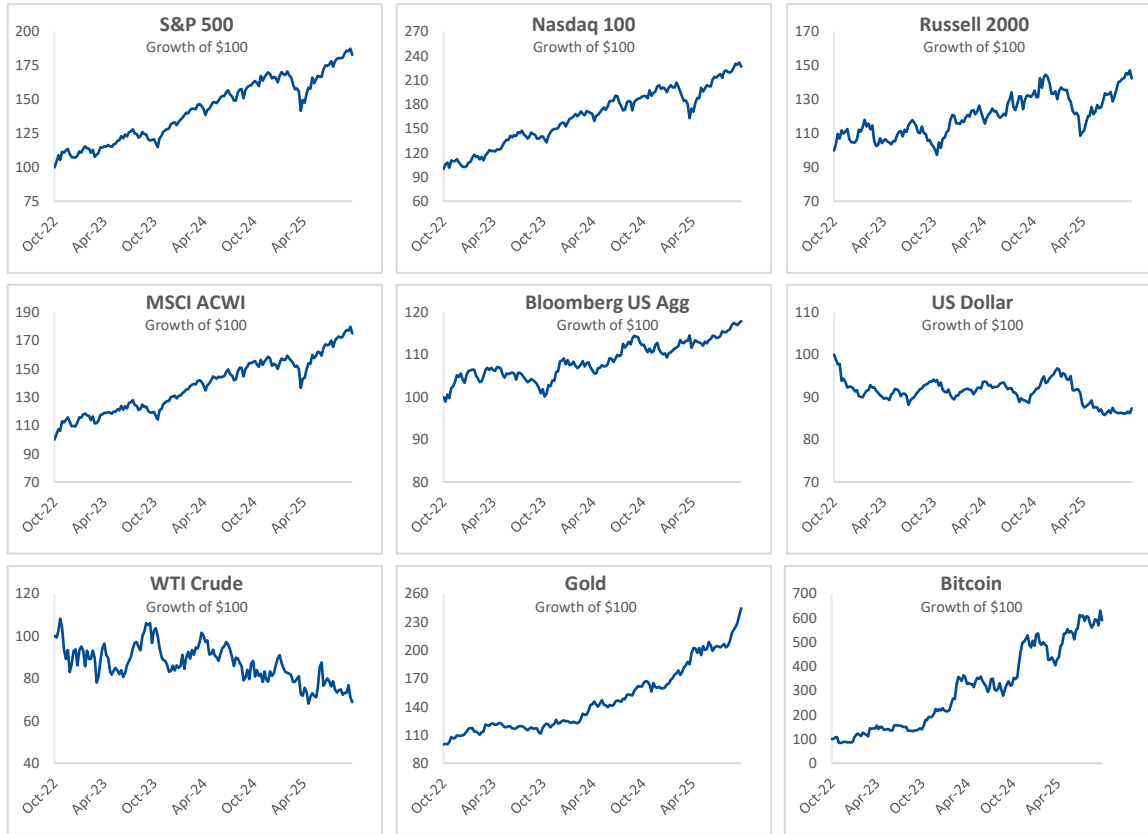 S&P 500
Growth of $100
200
175
150
125
100
75
Oct-22
Apr-23
Oct-23
Apr-24
Oct-24
Apr-25
Nasdaq 100
Growth of $100
270
240
210
180
150
120
90
60
Oct-22
Apr-23
Oct-23
Apr-24
Oct-24
Apr-25
Russell 2000
Growth of $100
170
150
130
110
90
70
Oct-22
Apr-23
Oct-23
Apr-24
Oct-24
Apr-25
MSCI ACWI
Growth of $100
190
170
150
130
110
90
70
Oct-22
Apr-23
Oct-23
Apr-24
Oct-24
Apr-25
Bloomberg US Agg
Growth of $100
120
110
100
90
80
Oct-22
Apr-23
Oct-23
Apr-24
Oct-24
Apr-25
US Dollar
Growth of $100
110
100
90
80
70
Oct-22
Apr-23
Oct-23
Apr-24
Oct-24
Apr-25
WTI Crude
Growth of $100
120
100
80
60
40
Oct-22
Apr-23
Oct-23
Apr-24
Oct-24
Apr-25
Gold
Growth of $100
260
230
200
170
140
110
80
Oct-22
Apr-23
Oct-23
Apr-24
Oct-24
Apr-25
Bitcoin
Growth of $100
700
600
500
400
300
200
100
0
Oct-22
Apr-23
Oct-23
Apr-24
Oct-24
Apr-25